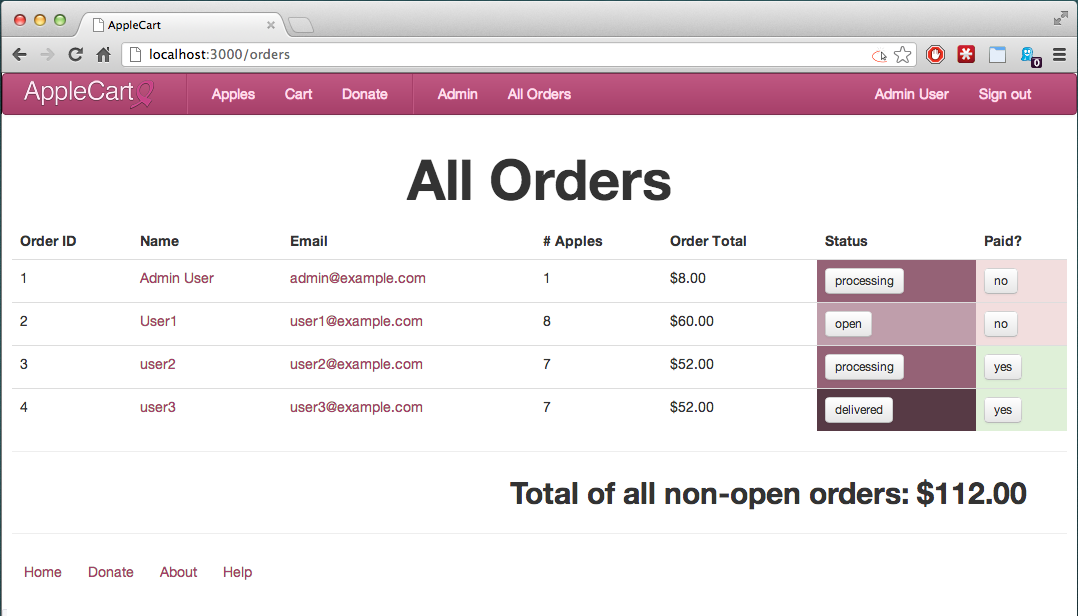 AppleCart
localhost:3000/orders
0
AppleCart Apples Cart Donate Admin All Orders Admin User Sign out
All Orders
Order ID Name Email # Apples Order Total Status Paid?
1 Admin User admin@example.com 1 $8.00 processing no
2 User1 user1@example.com 8 $60.00 open no
3 user2 user2@example.com 7 $52.00 processing yes
4 user3 user3@example.com 7 $52.00 delivered yes
Total of all non-open orders: $112.00
Home Donate About Help